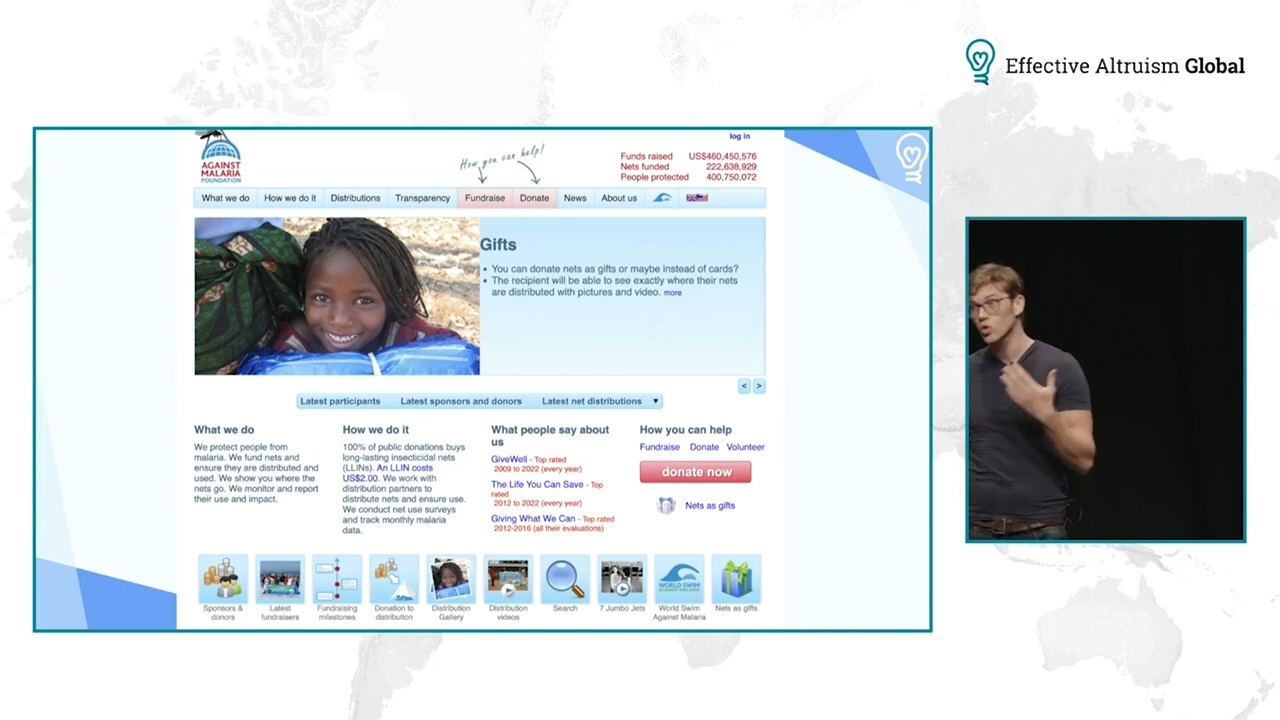 Effective Altruism Global
log in
AGAINST
MALARIA
FOUNDATION
How you can help!
Funds raised US$460,450,576
Nets funded 222,638,929
People protected 400,750,072
What we do How we do it Distributions Transparency Fundraise Donate News About us
Gifts
You can donate nets as gifts or maybe instead of cards?
The recipient will be able to see exactly where their nets
are distributed with pictures and video. more
< >
Latest participants Latest sponsors and donors Latest net distributions
What we do
We protect people from
malaria. We fund nets and
ensure they are distributed and
used. We show you where the
nets go. We monitor and report
their use and impact.
How we do it
100% of public donations buys
long-lasting insecticidal nets
(LLINs). An LLIN costs
US$2.00. We work with
distribution partners to
distribute nets and ensure use.
We conduct net use surveys
and track monthly malaria
data.
What people say about
us
GiveWell - Top rated
2009 to 2022 (every year)
The Life You Can Save - Top
rated
2012 to 2022 (every year)
Giving What We Can - Top rated
2012-2016 (all their evaluations)
How you can help
Fundraise Donate Volunteer
donate now
Nets as gifts
Sponsors &
donors
Latest
fundraisers
Fundraising
milestones
Donation to
distribution
Distribution
Gallery
Distribution
videos
Search
7 Jumbo Jets
WORLD SWIM
World Swim
Against Malaria
Nets as gifts